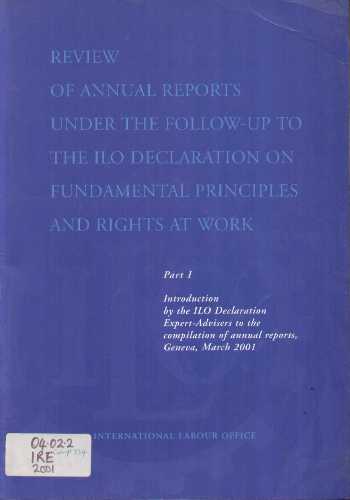 REVIEW
OF ANNUAL REPORTS
UNDER THE FOLLOW-UP TO
THE ILO DECLARATION ON
FUNDAMENTAL PRINCIPLES
AND RIGHTS AT WORK
Part I
Introduction
by the ILO Declaration
Expert-Advisers to the
compilation of annual reports,
Geneva, March 2001
INTERNATIONAL LABOUR OFFICE
04·02·2
IRE
2001